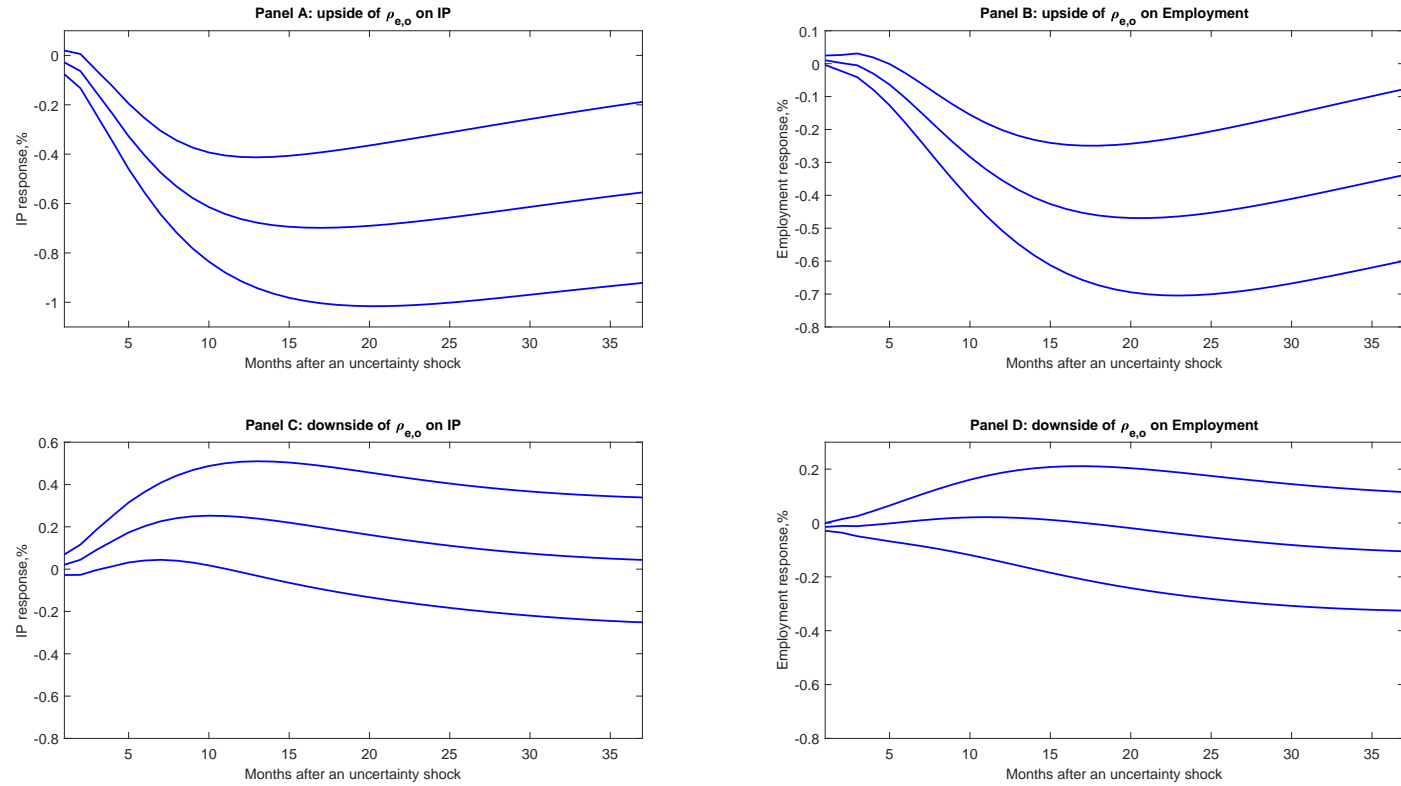 Panel A: upside of ρe,o on IP
0
-0.2
-0.4
-0.6
-0.8
-1
IP response,%
5 10 15 20 25 30 35
Months after an uncertainty shock
Panel B: upside of ρe,o on Employment
0.1
0
-0.1
-0.2
-0.3
-0.4
-0.5
-0.6
-0.7
-0.8
Employment response,%
5 10 15 20 25 30 35
Months after an uncertainty shock
Panel C: downside of ρe,o on IP
0.6
0.4
0.2
0
-0.2
-0.4
-0.6
-0.8
IP response,%
5 10 15 20 25 30 35
Months after an uncertainty shock
Panel D: downside of ρe,o on Employment
0.2
0
-0.2
-0.4
-0.6
-0.8
Employment response,%
5 10 15 20 25 30 35
Months after an uncertainty shock